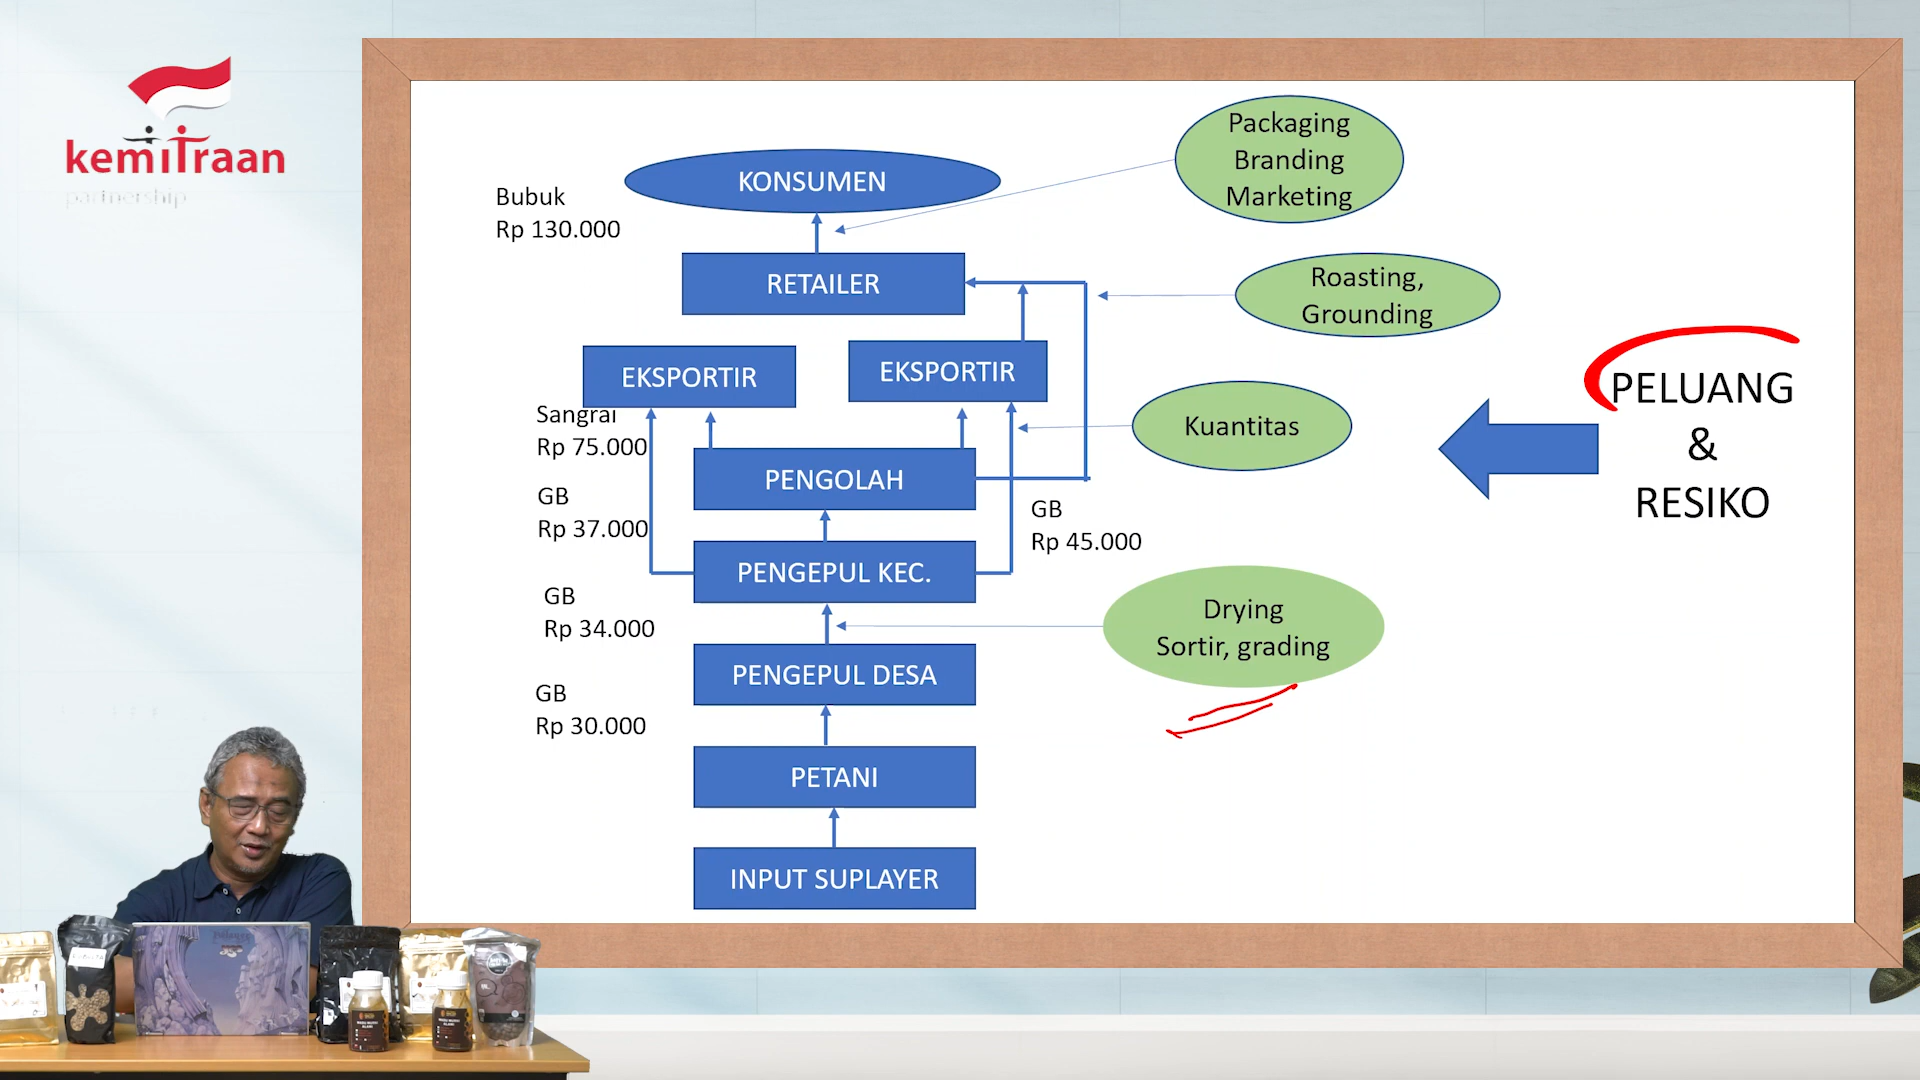 kemitraan
partnership
Packaging
Branding
Marketing
KONSUMEN
Bubuk
Rp 130.000
RETAILER
Roasting,
Grounding
EKSPORTIR
EKSPORTIR
PELUANG
&
RESIKO
Sangrai
Rp 75.000
Kuantitas
PENGOLAH
GB
Rp 37.000
GB
Rp 45.000
PENGEPUL KEC.
GB
Rp 34.000
Drying
Sortir, grading
PENGEPUL DESA
GB
Rp 30.000
PETANI
INPUT SUPLAYER